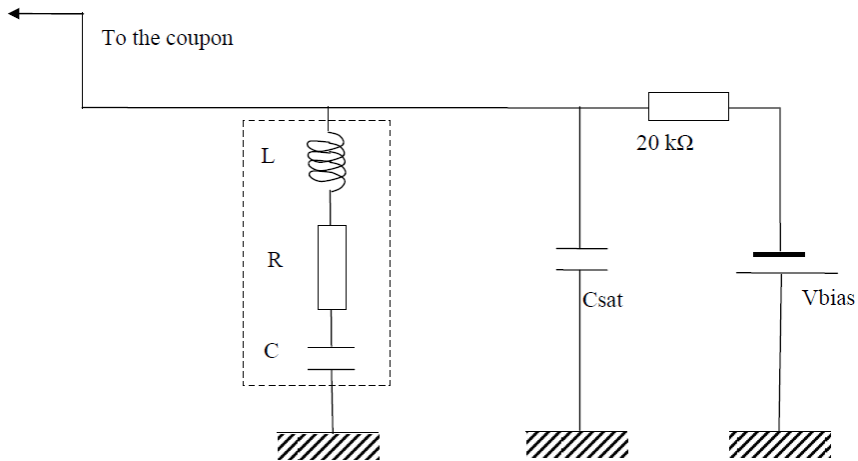 To the coupon
L
20 kΩ
R
Csat
Vbias
C